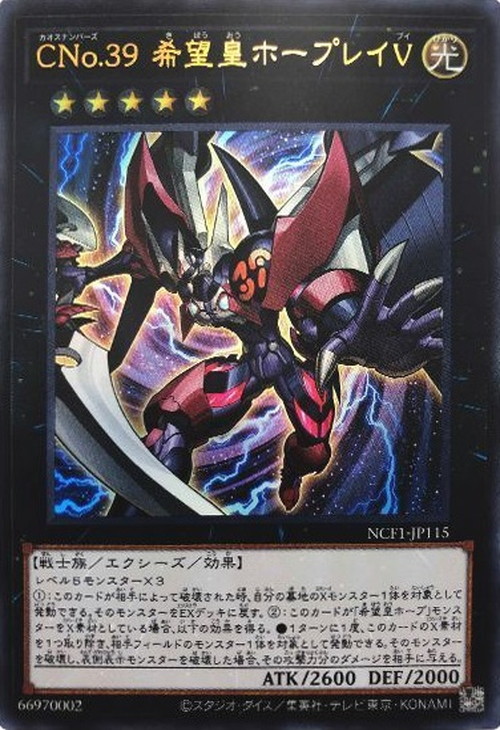 CNo.39 希望皇ホープレイV
カオスナンバーズ きぼうおう ブイ
光
ひかり
39
NCF1-JP115
【戦士族/エクシーズ/効果】
レベル5モンスター×3
①:このカードが相手によって破壊された時、自分の墓地のXモンスター1体を対象として
発動できる。そのモンスターをEXデッキに戻す。②:このカードが「希望皇ホープ」モンス
ターをX素材としている場合、以下の効果を得る。●1ターンに1度、このカードのX素材
を1つ取り除き、相手フィールドのモンスター1体を対象として発動できる。そのモンスター
を破壊し、表側表示モンスターを破壊した場合、その攻撃力分のダメージを相手に与える。
ATK/2600 DEF/2000
66970002 ©スタジオ・ダイス/集英社・テレビ東京・KONAMI